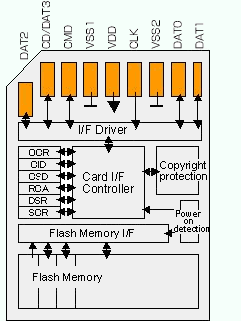 DAT2
CD/DAT3
CMD
VSS1
VDD
CLK
VSS2
DAT0
DAT1
I/F Driver
OCR
CID
CSD
RCA
DSR
SCR
Card I/F
Controller
Copyright
protection
Power
on
detection
Flash Memory I/F
Flash Memory